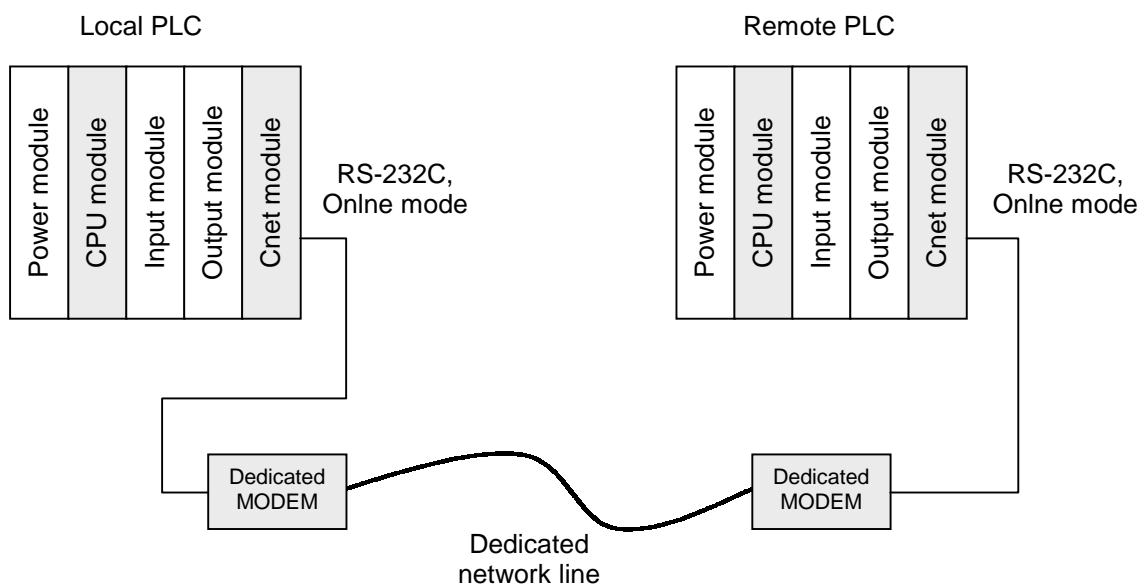 Local PLC
Power module
CPU module
Input module
Output module
Cnet module
RS-232C,
Onlne mode
Remote PLC
Power module
CPU module
Input module
Output module
Cnet module
RS-232C,
Onlne mode
Dedicated
MODEM
Dedicated
network line
Dedicated
MODEM